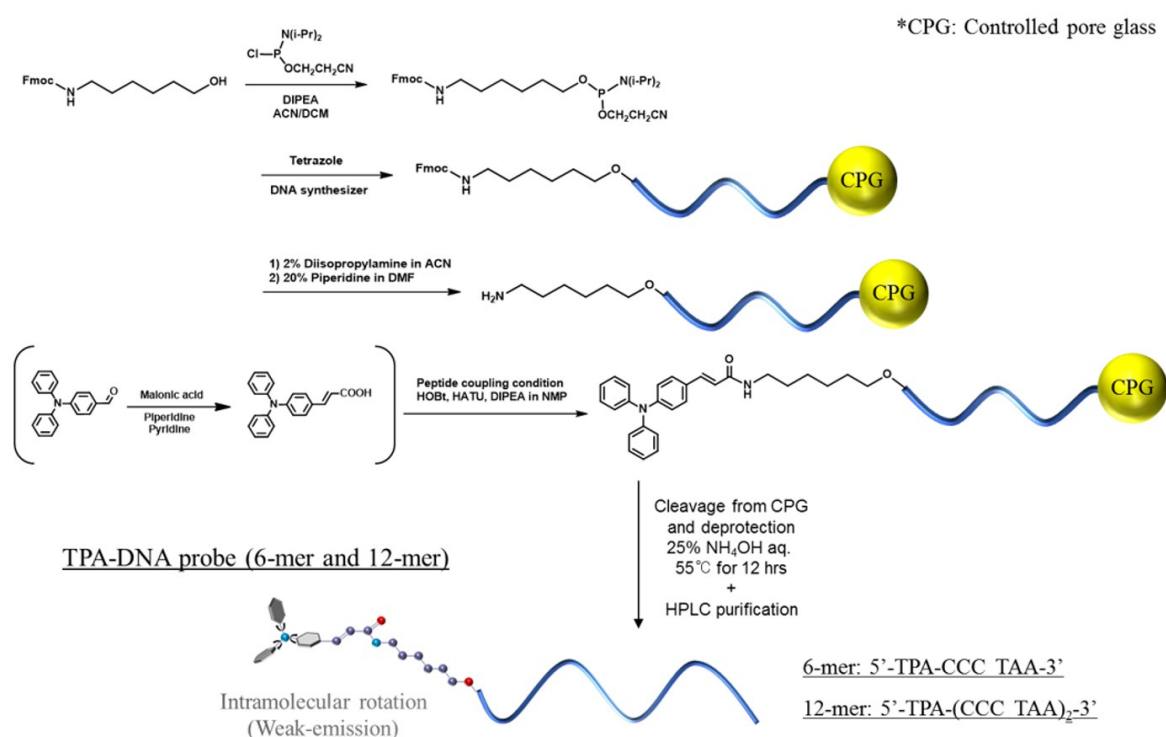 *CPG: Controlled pore glass
N(i-Pr)2
Cl
P
OCH2CH2CN
Fmoc
N
H
OH
DIPEA
ACN/DCM
Fmoc
N
H
O
P
N(i-Pr)2
OCH2CH2CN
Tetrazole
DNA synthesizer
Fmoc
N
H
O
CPG
1) 2% Diisopropylamine in ACN
2) 20% Piperidine in DMF
H2N
O
CPG
N
O
Malonic acid
Piperidine
Pyridine
N
COOH
Peptide coupling condition
HOBt, HATU, DIPEA in NMP
N
O
N
H
O
CPG
Cleavage from CPG
and deprotection
25% NH4OH aq.
55℃ for 12 hrs
+
HPLC purification
TPA-DNA probe (6-mer and 12-mer)
Intramolecular rotation
(Weak-emission)
6-mer: 5’-TPA-CCC TAA-3’
12-mer: 5’-TPA-(CCC TAA)2-3’